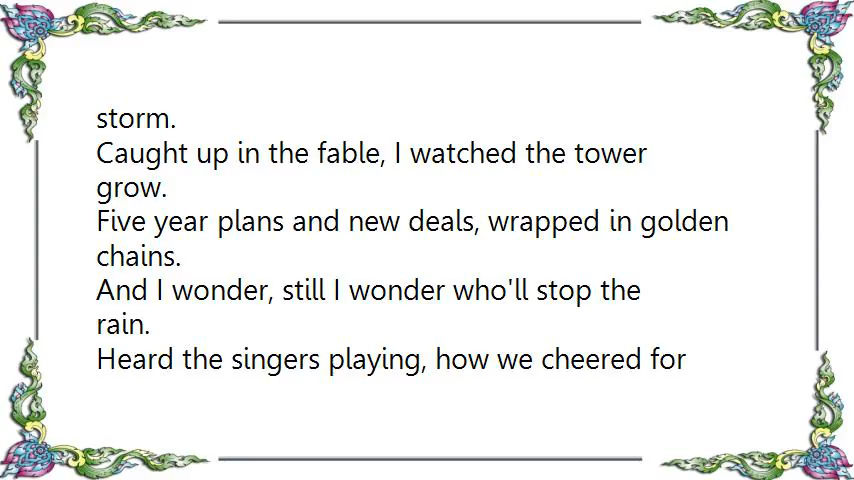 storm.
Caught up in the fable, I watched the tower
grow.
Five year plans and new deals, wrapped in golden
chains.
And I wonder, still I wonder who'll stop the
rain.
Heard the singers playing, how we cheered for